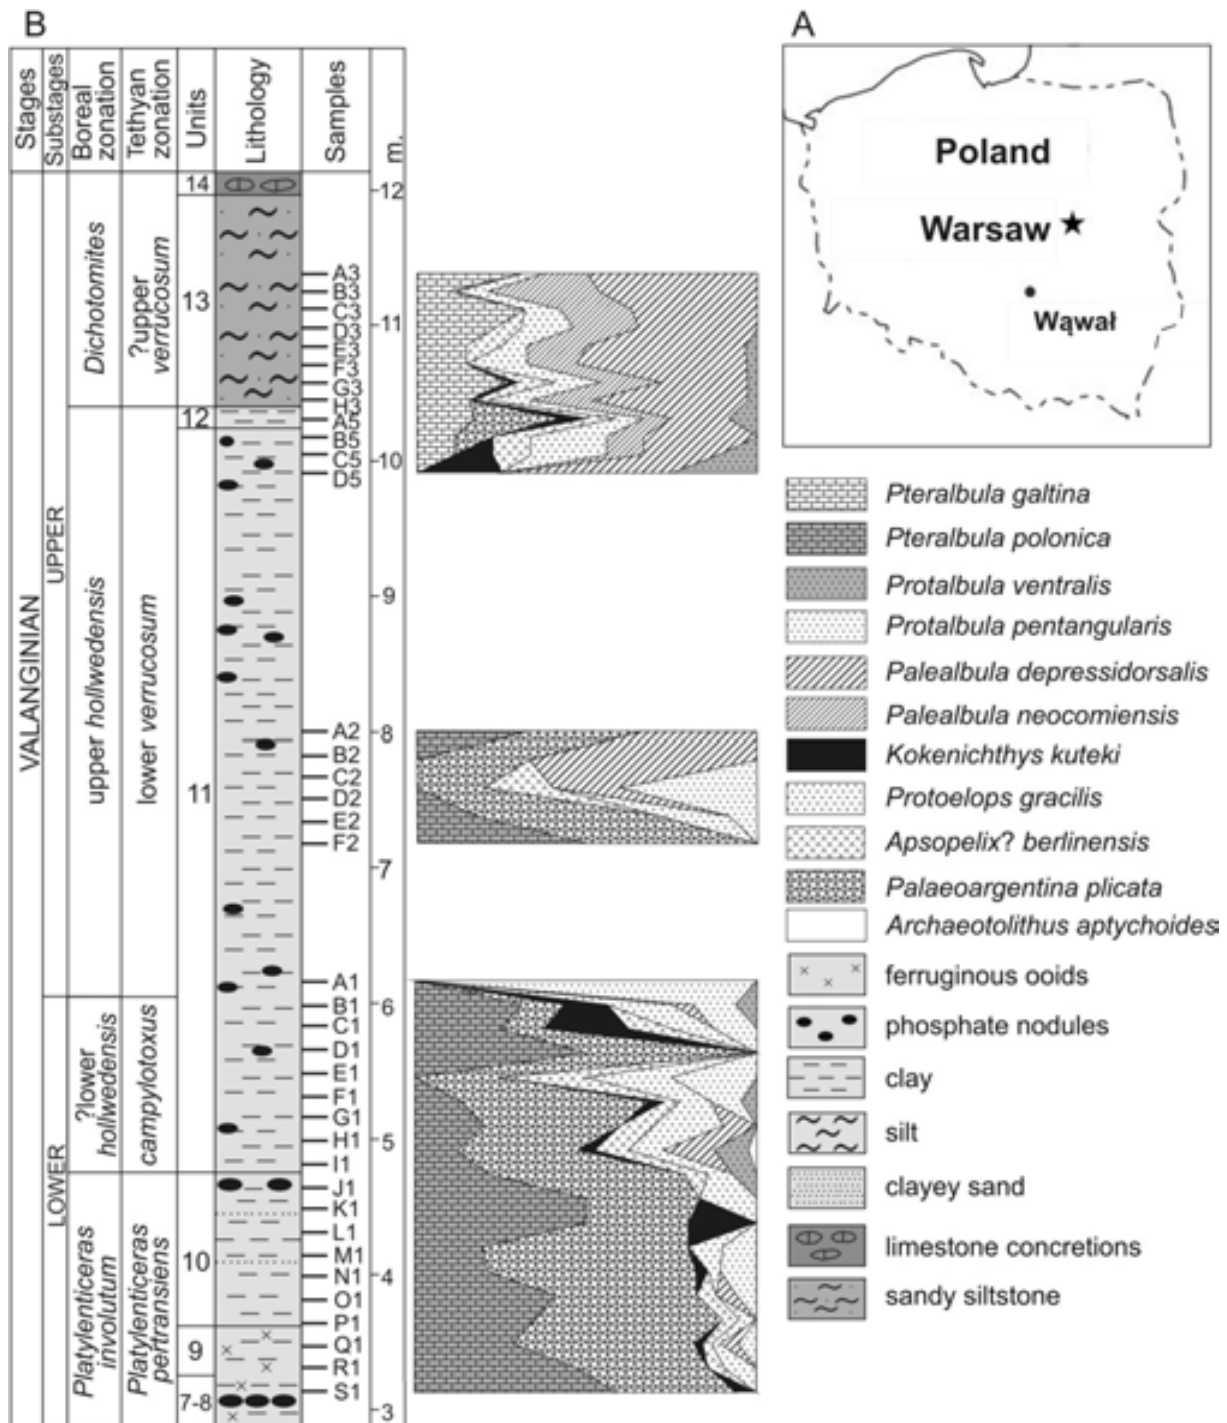 B
Stages
Substages
Boreal
zonation
Tethyan
zonation
Units
Lithology
Samples
m.
VALANGINIAN
UPPER
LOWER
Dichotomites
upper hollwedensis
?lower
hollwedensis
Platylenticeras
involutum
?upper
verrucosum
lower verrucosum
campylotoxus
Platylenticeras
pertransiens
14
13
12
11
10
9
7-8
A3
B3
C3
D3
E3
F3
G3
H3
A5
B5
C5
D5
A2
B2
C2
D2
E2
F2
A1
B1
C1
D1
E1
F1
G1
H1
I1
J1
K1
L1
M1
N1
O1
P1
Q1
R1
S1
12
11
10
9
8
7
6
5
4
3
A
Poland
Warsaw
Wąwał
Pteralbula galtina
Pteralbula polonica
Protalbula ventralis
Protalbula pentangularis
Palealbula depressidorsalis
Palealbula neocomiensis
Kokenichthys kuteki
Protoelops gracilis
Apsopelix? berlinensis
Palaeoargentina plicata
Archaeotolithus aptychoides
ferruginous ooids
phosphate nodules
clay
silt
clayey sand
limestone concretions
sandy siltstone